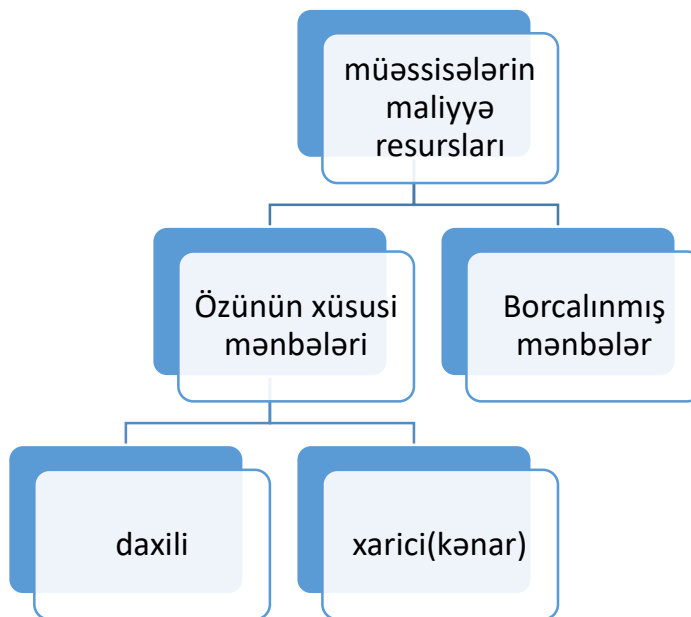 müəssisələrin
maliyyə
resursları
Özünün xüsusi
mənbələri
Borcalınmış
mənbələr
daxili
xarici(kənar)